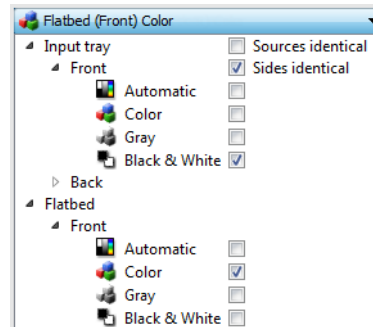 Flatbed (Front) Color
Input tray Sources identical
Front Sides identical
Automatic
Color
Gray
Black & White
Back
Flatbed
Front
Automatic
Color
Gray
Black & White